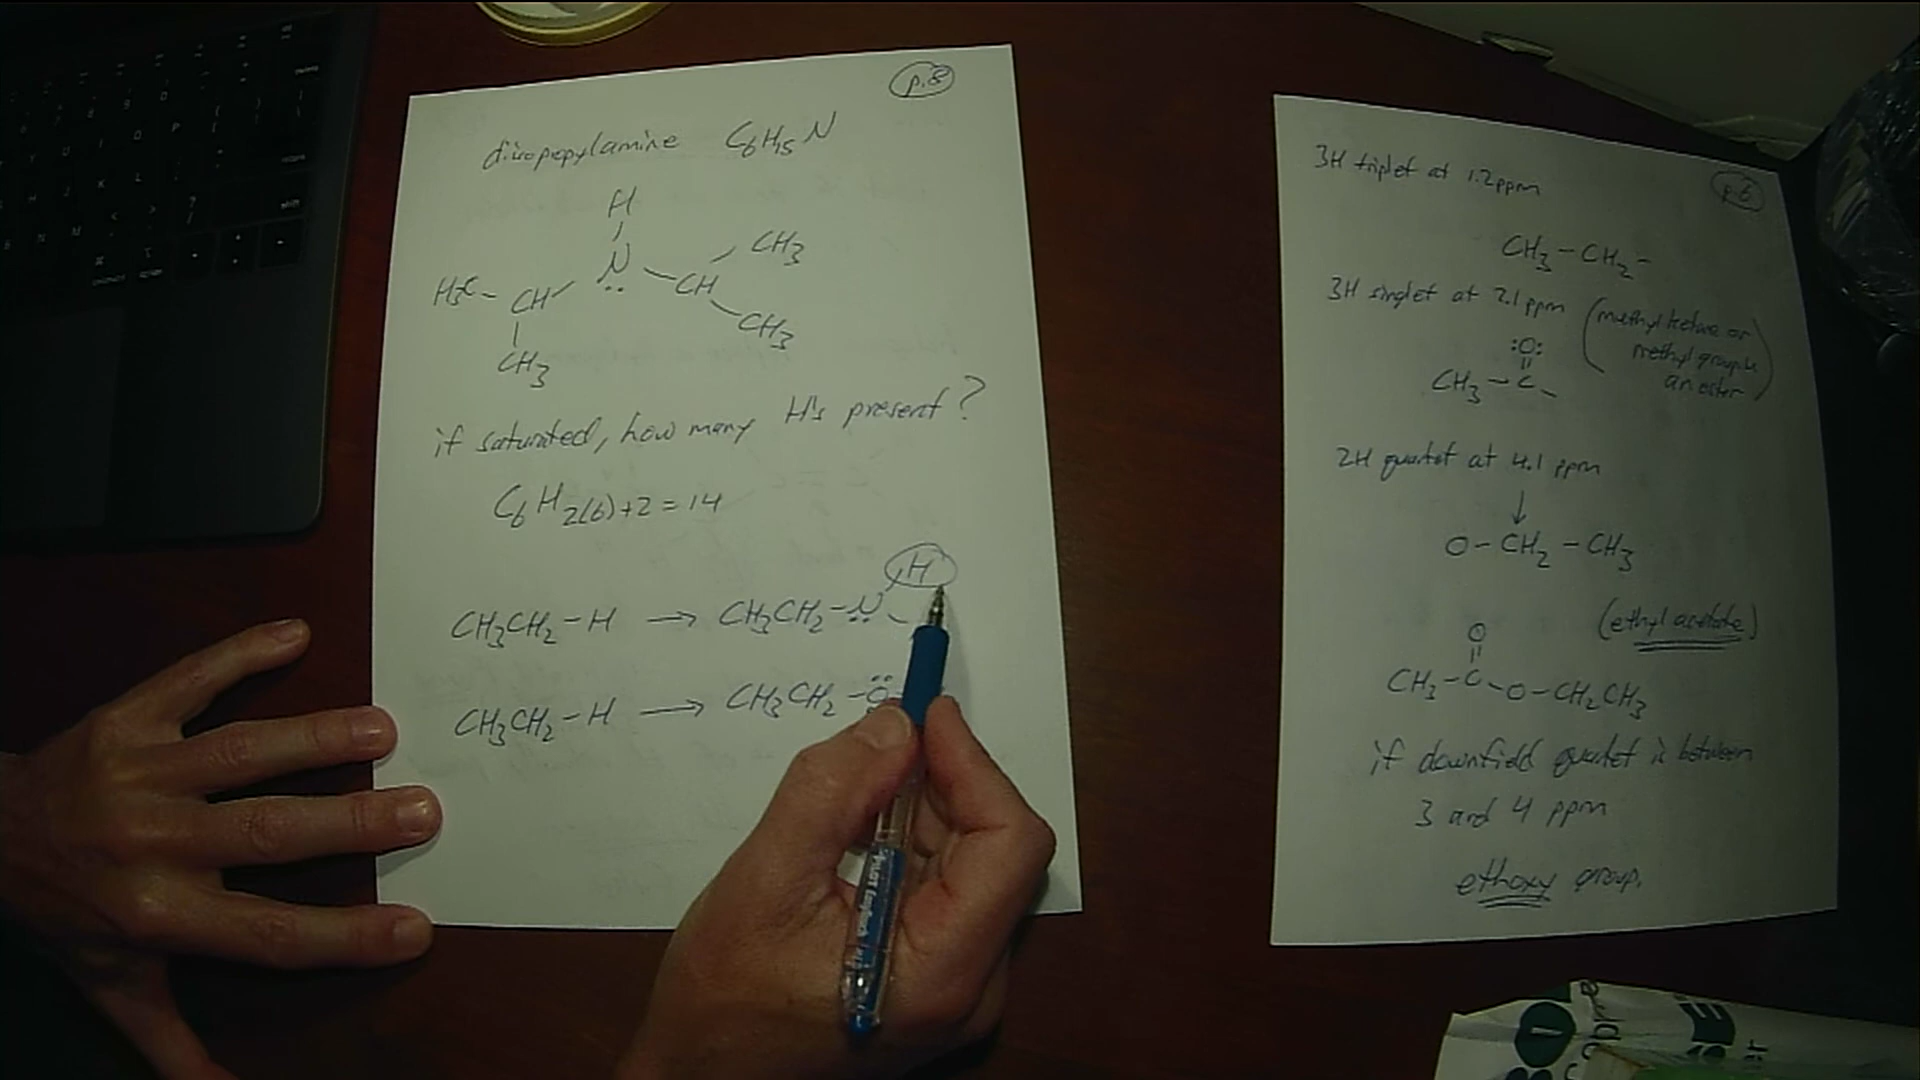 p.8
diisopropylamine C6H15N
H
N
CH3
H3C- CH
CH
CH3
CH3
if saturated, how many H's present?
C6H2(6)+2=14
H
CH3CH2-H → CH3CH2-N
CH3CH2-H → CH3CH2-O
3H triplet at 1.2ppm
p.6
CH3-CH2-
3H singlet at 2.1ppm (methyl ketone or
methyl group in
an ester)
:O:
CH3-C
2H quartet at 4.1 ppm
↓
O-CH2-CH3
(ethyl acetate)
O
CH3-C-O-CH2CH3
if downfield quartet is between
3 and 4 ppm
ethoxy group.
PILOT